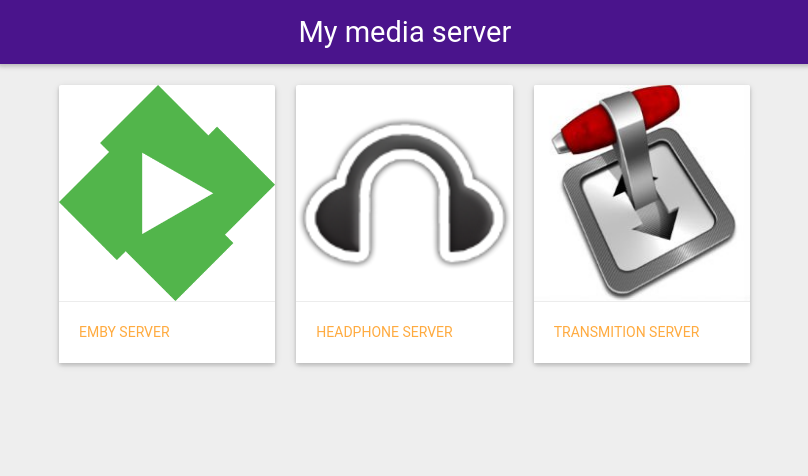 My media server
EMBY SERVER
HEADPHONE SERVER
TRANSMITION SERVER